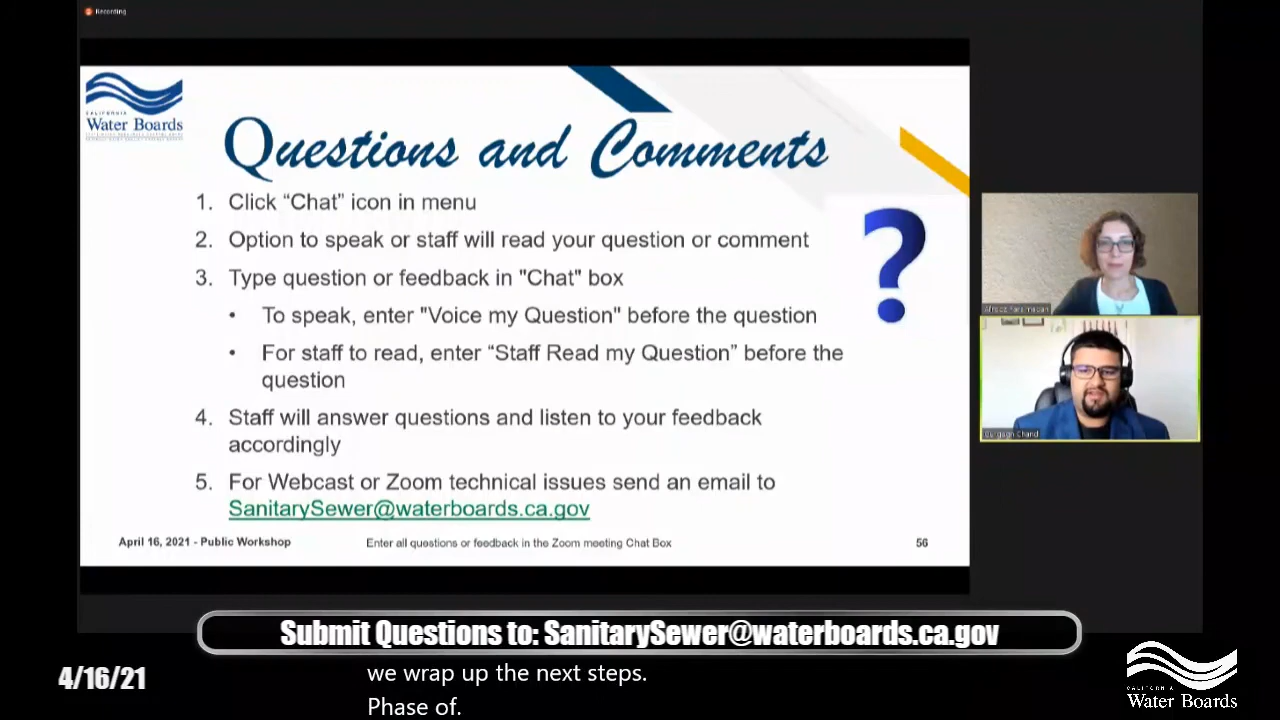 Recording
CALIFORNIA
Water Boards
Questions and Comments
1. Click “Chat” icon in menu
2. Option to speak or staff will read your question or comment
3. Type question or feedback in "Chat" box
• To speak, enter "Voice my Question" before the question
• For staff to read, enter “Staff Read my Question” before the
question
4. Staff will answer questions and listen to your feedback
accordingly
5. For Webcast or Zoom technical issues send an email to
SanitarySewer@waterboards.ca.gov
?
April 16, 2021 - Public Workshop
Enter all questions or feedback in the Zoom meeting Chat Box
56
Chand
Submit Questions to: SanitarySewer@waterboards.ca.gov
4/16/21
we wrap up the next steps.
Phase of.
CALIFORNIA
Water Boards